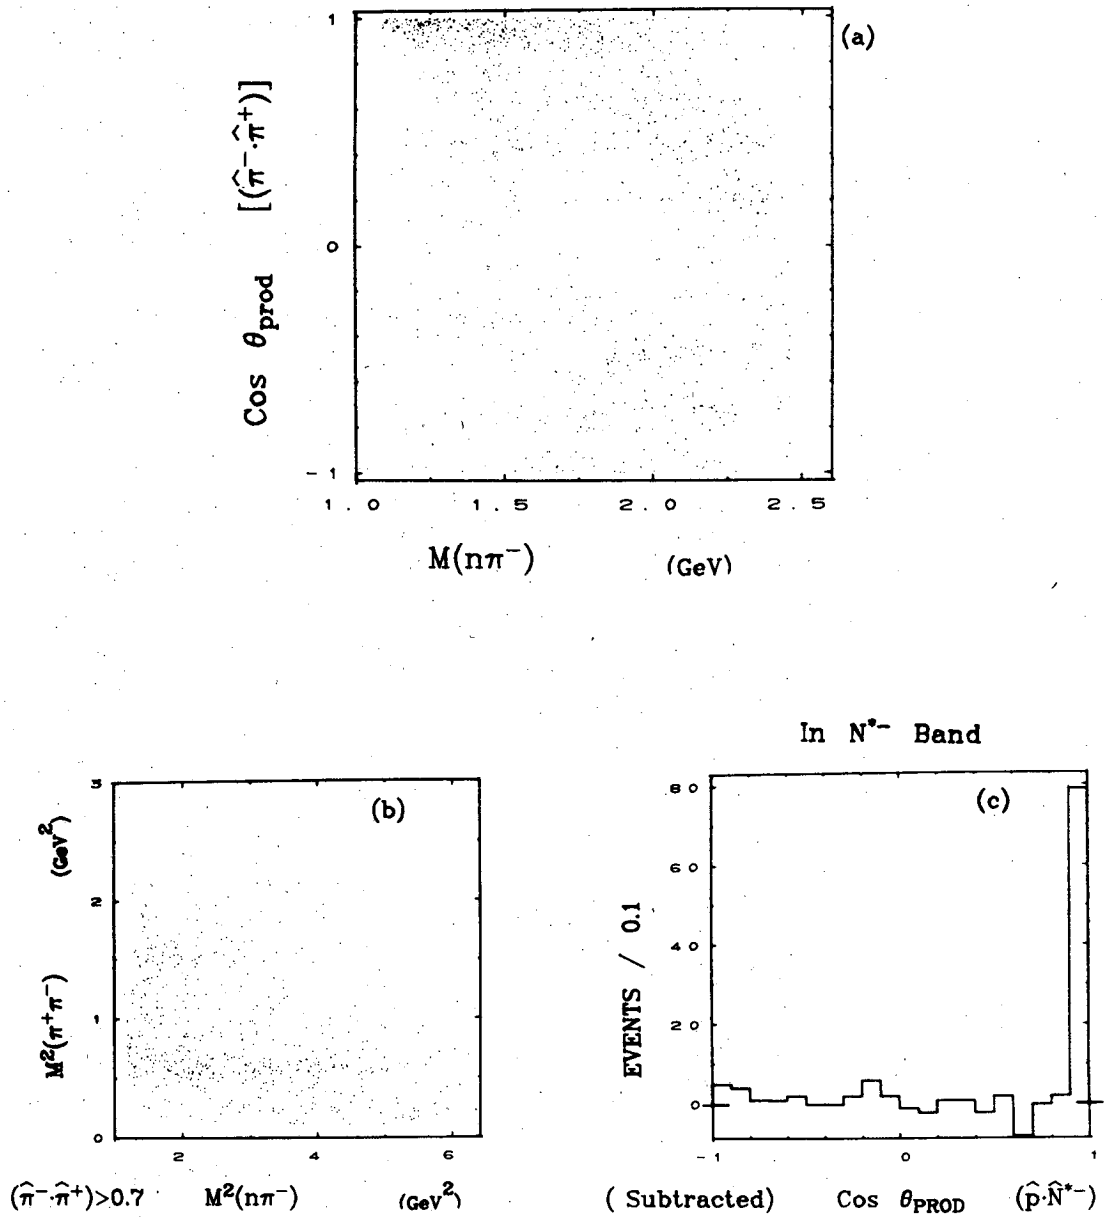 1
(a)
Cos θprod [(π̂⁻·π̂⁺)]
0
-1
1.0 1.5 2.0 2.5
M(nπ⁻) (GeV)
In N*⁻ Band
3
(b)
M²(π⁺π⁻) (GeV²)
2
1
0
2 4 6
(π̂⁻·π̂⁺)>0.7 M²(nπ⁻) (GeV²)
80
(c)
60
EVENTS / 0.1
40
20
0
-1 0 1
(Subtracted) Cos θPROD (p̂·N̂*⁻)